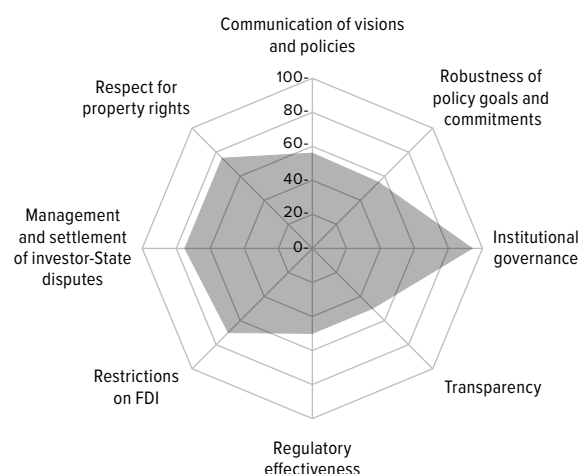 Communication of visions
and policies
Robustness of
policy goals and
commitments
Institutional
governance
Transparency
Regulatory
effectiveness
Restrictions
on FDI
Management
and settlement
of investor-State
disputes
Respect for
property rights
100-
80-
60-
40-
20-
0-